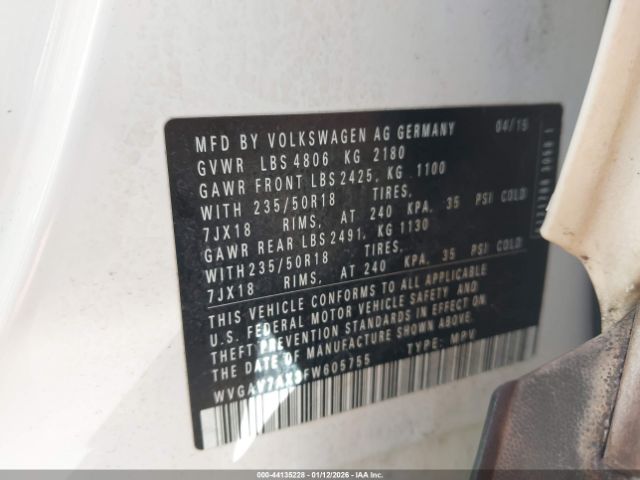 MFD BY VOLKSWAGEN AG GERMANY 04/15
GVWR LBS 4806 KG 2180
GAWR FRONT LBS 2425, KG 1100
WITH 235/50R18 TIRES,
7JX18 RIMS, AT 240 KPA, 35 PSI COLD
GAWR REAR LBS 2491, KG 1130
WITH 235/50R18 TIRES,
7JX18 RIMS, AT 240 KPA, 35 PSI COLD
THIS VEHICLE CONFORMS TO ALL APPLICABLE
U.S. FEDERAL MOTOR VEHICLE SAFETY AND
THEFT PREVENTION STANDARDS IN EFFECT ON
DATE OF MANUFACTURE SHOWN ABOVE.
WVGAV7AX9FW605755 TYPE: MPV
000-44135228 - 01/12/2026 - IAA Inc.